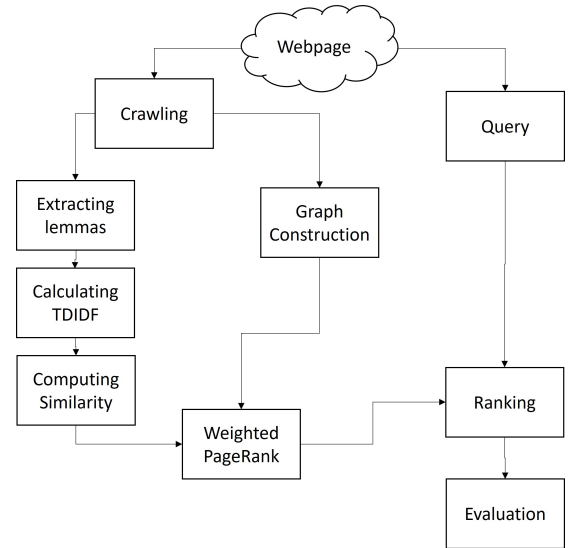 Webpage
Crawling
Query
Extracting
lemmas
Graph
Construction
Calculating
TDIDF
Computing
Similarity
Weighted
PageRank
Ranking
Evaluation